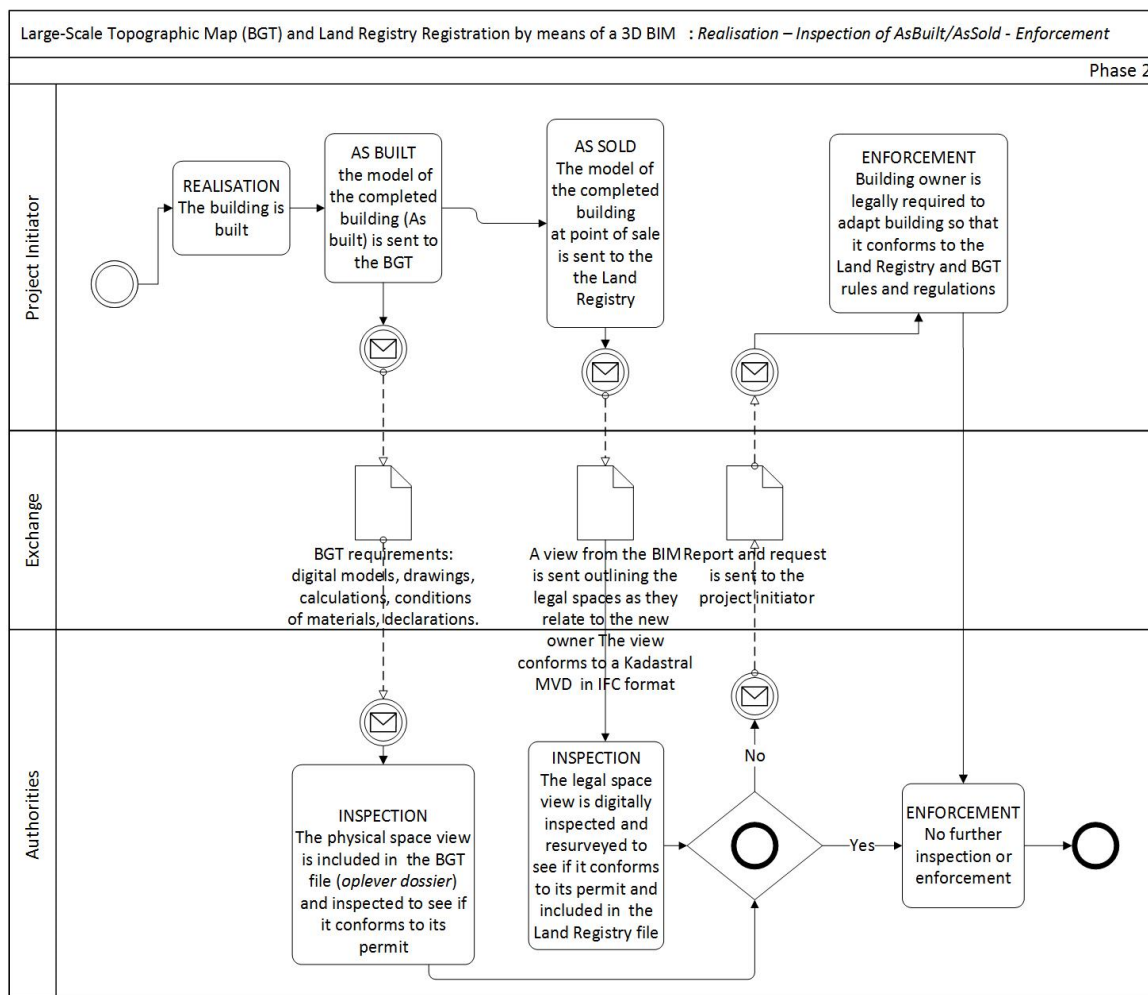 Large-Scale Topographic Map (BGT) and Land Registry Registration by means of a 3D BIM : Realisation – Inspection of AsBuilt/AsSold - Enforcement
Phase 2
Project Initiator
REALISATION
The building is
built
AS BUILT
the model of
the completed
building (As
built) is sent to
the BGT
AS SOLD
The model of
the completed
building
at point of sale
is sent to the
the Land
Registry
ENFORCEMENT
Building owner is
legally required to
adapt building so that
it conforms to the
Land Registry and BGT
rules and regulations
Exchange
BGT requirements:
digital models, drawings,
calculations, conditions
of materials, declarations.
A view from the BIM
is sent outlining the
legal spaces as they
relate to the new
owner The view
conforms to a Kadastral
MVD in IFC format
Report and request
is sent to the
project initiator
Authorities
INSPECTION
The physical space view
is included in the BGT
file (oplever dossier)
and inspected to see if
it conforms to its
permit
INSPECTION
The legal space
view is digitally
inspected and
resurveyed to
see if it conforms
to its permit and
included in the
Land Registry file
No
Yes
ENFORCEMENT
No further
inspection or
enforcement